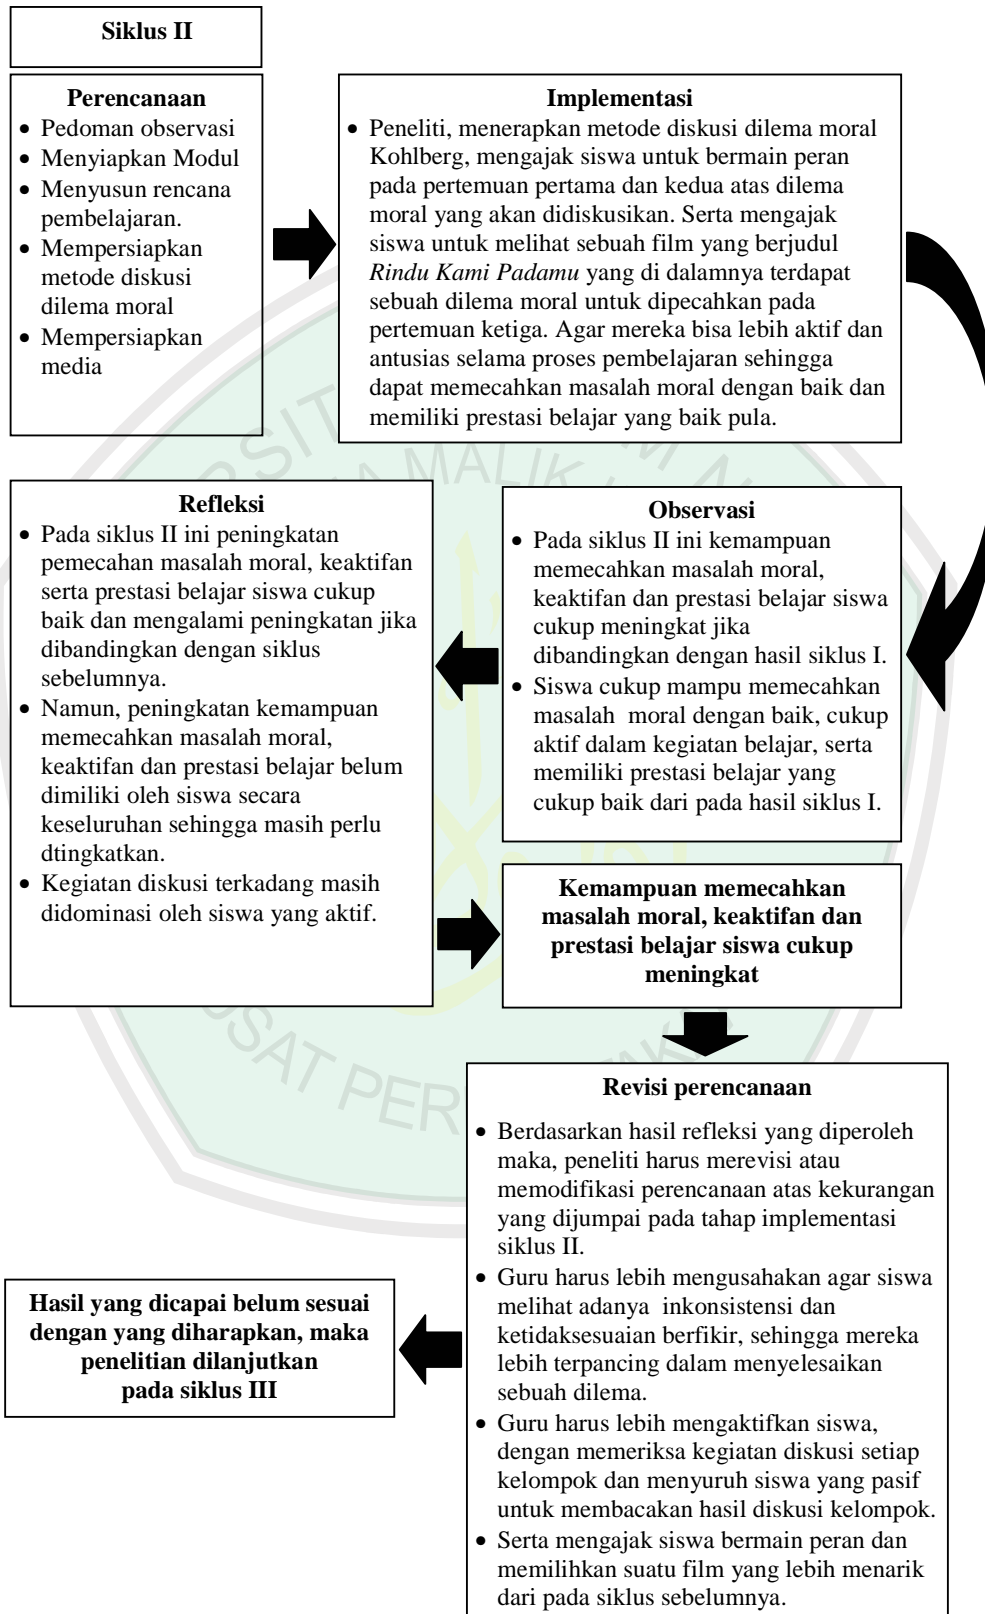 Siklus II
Perencanaan
• Pedoman observasi
• Menyiapkan Modul
• Menyusun rencana
pembelajaran.
• Mempersiapkan
metode diskusi
dilema moral
• Mempersiapkan
media
Implementasi
• Peneliti, menerapkan metode diskusi dilema moral
Kohlberg, mengajak siswa untuk bermain peran
pada pertemuan pertama dan kedua atas dilema
moral yang akan didiskusikan. Serta mengajak
siswa untuk melihat sebuah film yang berjudul
Rindu Kami Padamu yang di dalamnya terdapat
sebuah dilema moral untuk dipecahkan pada
pertemuan ketiga. Agar mereka bisa lebih aktif dan
antusias selama proses pembelajaran sehingga
dapat memecahkan masalah moral dengan baik dan
memiliki prestasi belajar yang baik pula.
Observasi
• Pada siklus II ini kemampuan
memecahkan masalah moral,
keaktifan dan prestasi belajar siswa
cukup meningkat jika
dibandingkan dengan hasil siklus I.
• Siswa cukup mampu memecahkan
masalah moral dengan baik, cukup
aktif dalam kegiatan belajar, serta
memiliki prestasi belajar yang
cukup baik dari pada hasil siklus I.
Refleksi
• Pada siklus II ini peningkatan
pemecahan masalah moral, keaktifan
serta prestasi belajar siswa cukup
baik dan mengalami peningkatan jika
dibandingkan dengan siklus
sebelumnya.
• Namun, peningkatan kemampuan
memecahkan masalah moral,
keaktifan dan prestasi belajar belum
dimiliki oleh siswa secara
keseluruhan sehingga masih perlu
dtingkatkan.
• Kegiatan diskusi terkadang masih
didominasi oleh siswa yang aktif.
Kemampuan memecahkan
masalah moral, keaktifan dan
prestasi belajar siswa cukup
meningkat
Revisi perencanaan
• Berdasarkan hasil refleksi yang diperoleh
maka, peneliti harus merevisi atau
memodifikasi perencanaan atas kekurangan
yang dijumpai pada tahap implementasi
siklus II.
• Guru harus lebih mengusahakan agar siswa
melihat adanya inkonsistensi dan
ketidaksesuaian berfikir, sehingga mereka
lebih terpancing dalam menyelesaikan
sebuah dilema.
• Guru harus lebih mengaktifkan siswa,
dengan memeriksa kegiatan diskusi setiap
kelompok dan menyuruh siswa yang pasif
untuk membacakan hasil diskusi kelompok.
• Serta mengajak siswa bermain peran dan
memilihkan suatu film yang lebih menarik
dari pada siklus sebelumnya.
Hasil yang dicapai belum sesuai
dengan yang diharapkan, maka
penelitian dilanjutkan
pada siklus III
MALIK